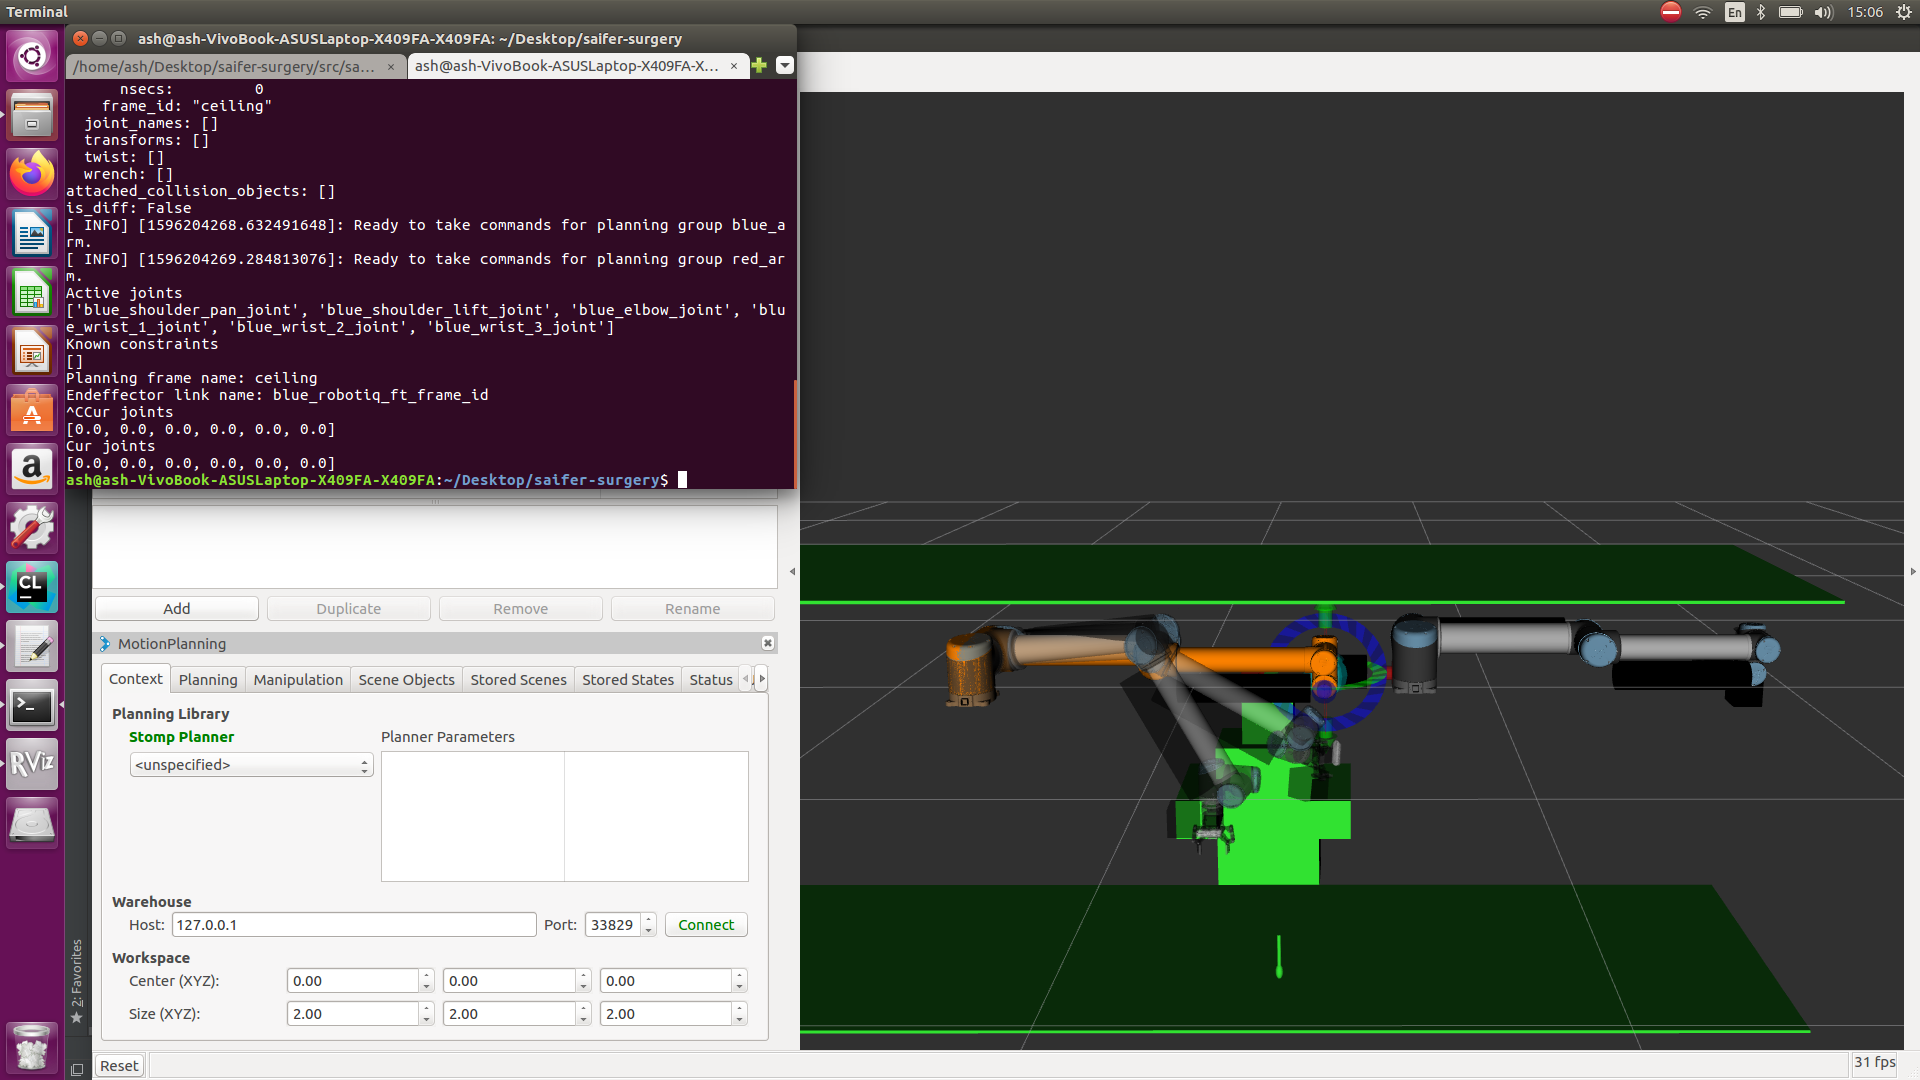 Terminal
En
15:06
ash@ash-VivoBook-ASUSLaptop-X409FA-X409FA: ~/Desktop/saifer-surgery
/home/ash/Desktop/saifer-surgery/src/sa... ×
ash@ash-VivoBook-ASUSLaptop-X409FA-X... ×
nsecs:         0
frame_id: "ceiling"
joint_names: []
transforms: []
twist: []
wrench: []
attached_collision_objects: []
is_diff: False
[ INFO] [1596204268.632491648]: Ready to take commands for planning group blue_a
rm.
[ INFO] [1596204269.284813076]: Ready to take commands for planning group red_ar
m.
Active joints
['blue_shoulder_pan_joint', 'blue_shoulder_lift_joint', 'blue_elbow_joint', 'blu
e_wrist_1_joint', 'blue_wrist_2_joint', 'blue_wrist_3_joint']
Known constraints
[]
Planning frame name: ceiling
Endeffector link name: blue_robotiq_ft_frame_id
^CCur joints
[0.0, 0.0, 0.0, 0.0, 0.0, 0.0]
Cur joints
[0.0, 0.0, 0.0, 0.0, 0.0, 0.0]
ash@ash-VivoBook-ASUSLaptop-X409FA-X409FA:~/Desktop/saifer-surgery$
Add Duplicate Remove Rename
MotionPlanning
Context Planning Manipulation Scene Objects Stored Scenes Stored States Status
Planning Library
Stomp Planner
Planner Parameters
<unspecified>
Warehouse
Host: 127.0.0.1 Port: 33829 Connect
Workspace
Center (XYZ): 0.00 0.00 0.00
Size (XYZ): 2.00 2.00 2.00
Reset
31 fps
2: Favorites
CL
RViz
a